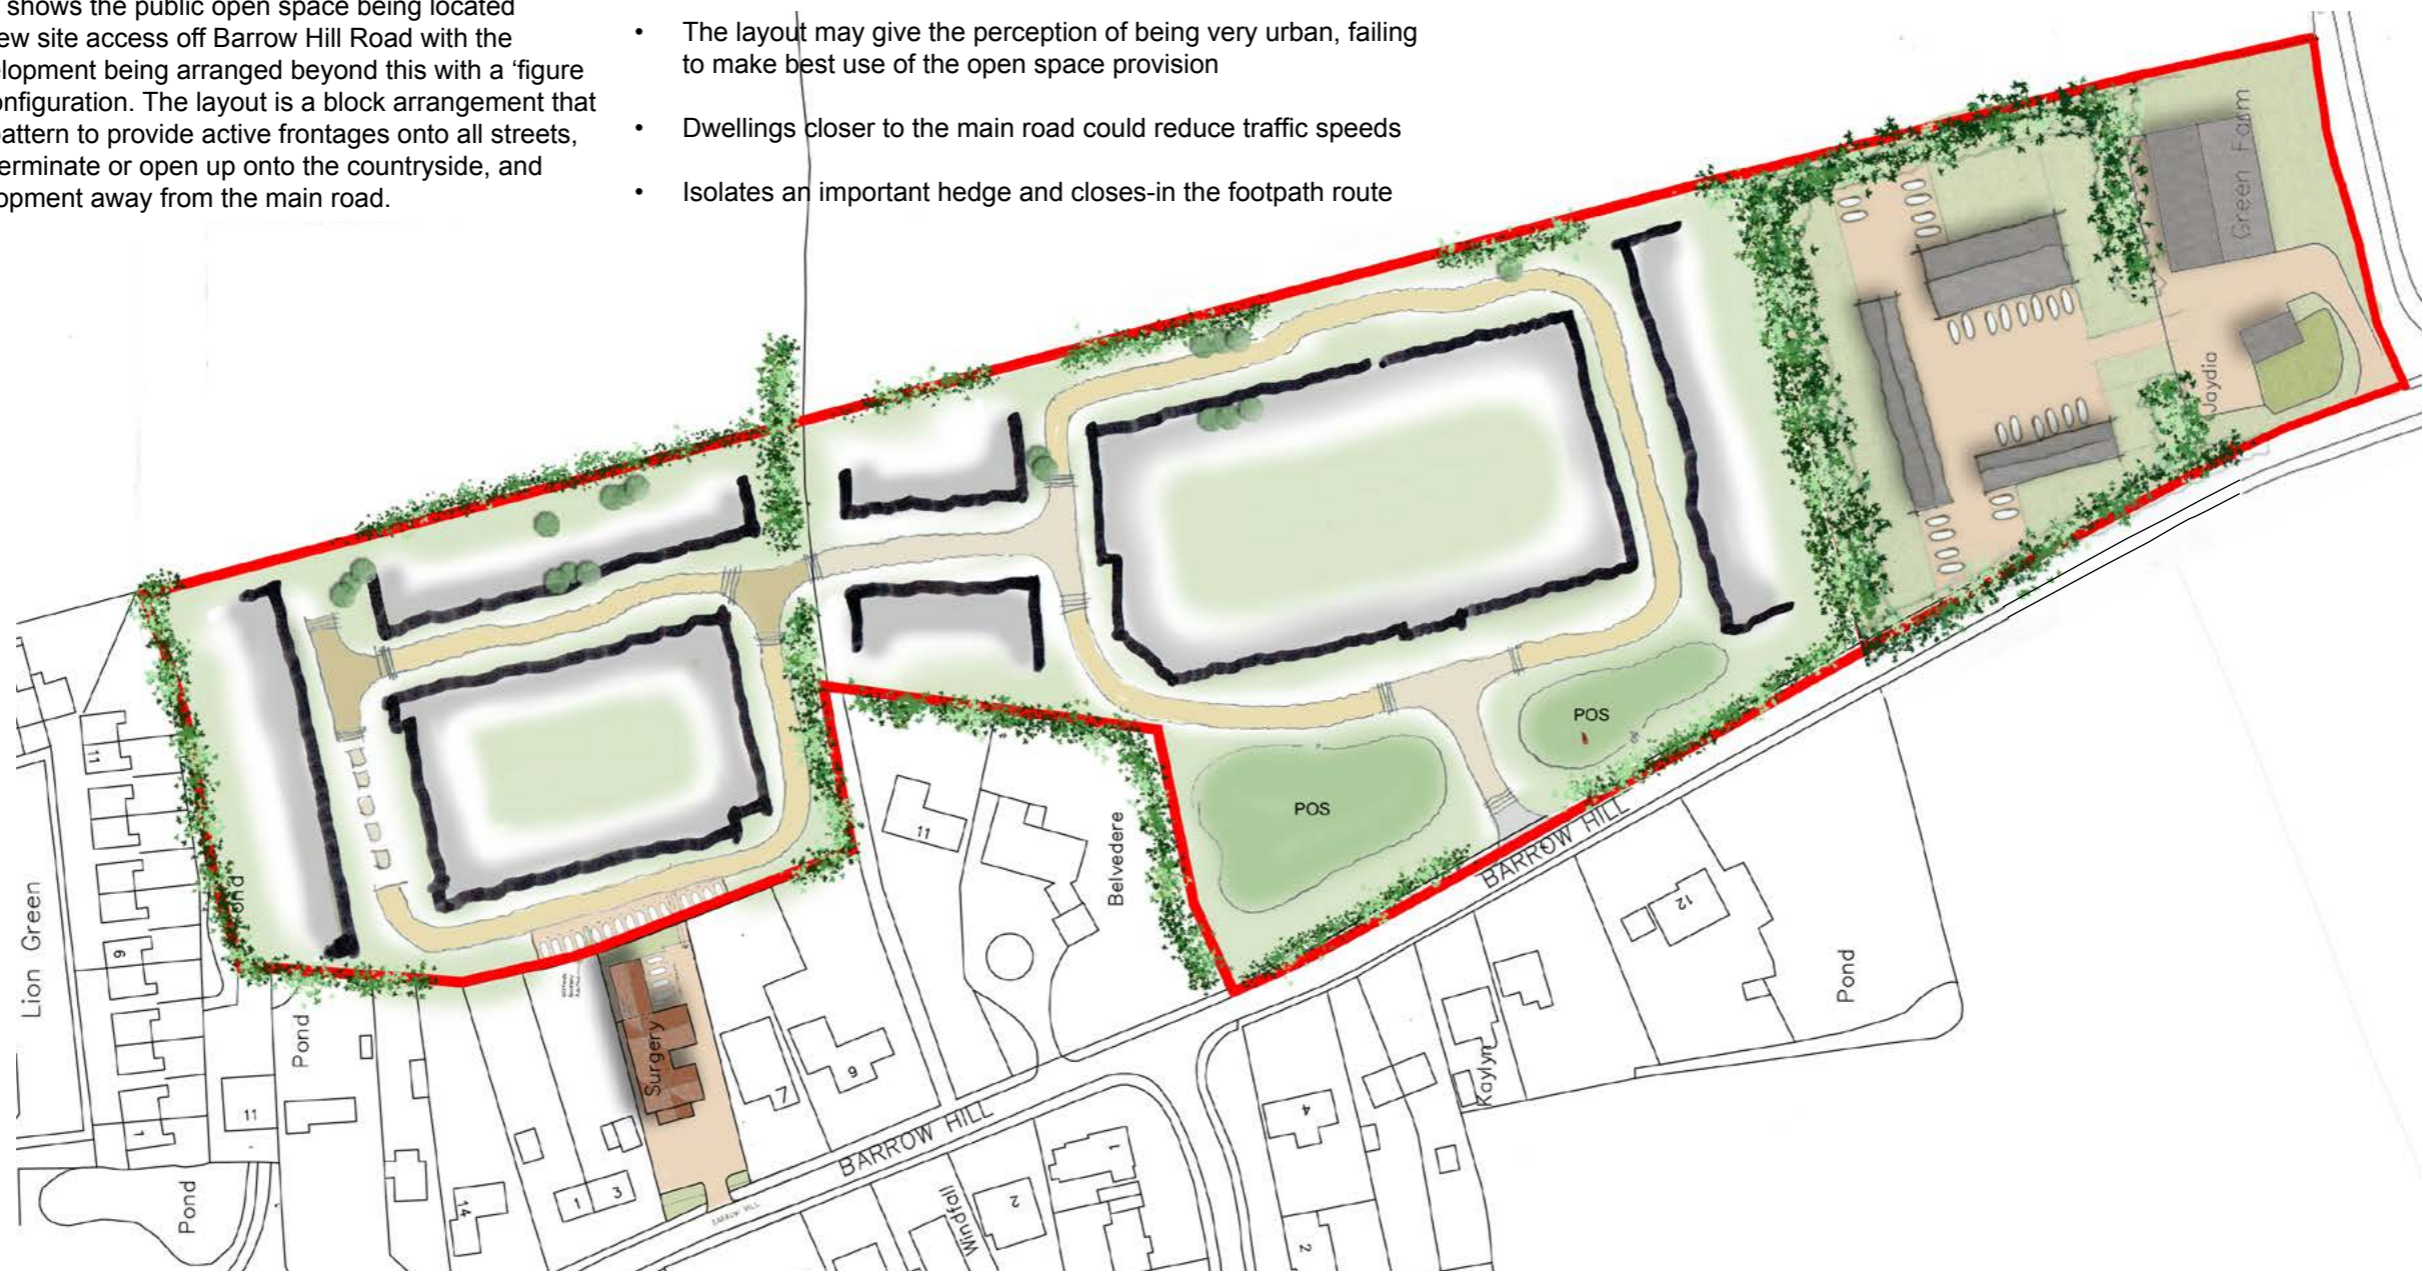 shows the public open space being located
ew site access off Barrow Hill Road with the
elopment being arranged beyond this with a ‘figure
onfiguration. The layout is a block arrangement that
pattern to provide active frontages onto all streets,
erminate or open up onto the countryside, and
opment away from the main road.
• The layout may give the perception of being very urban, failing
to make best use of the open space provision
• Dwellings closer to the main road could reduce traffic speeds
• Isolates an important hedge and closes-in the footpath route
Green Farm
Jaydia
POS
POS
BARROW HILL
Belvedere
11
12
Pond
Kaylyn
4
Lion Green
11
9
1
11
ond
Pond
Pond
14
1
3
Surgery
7
9
BARROW HILL
BARROW HILL
Windfall
2
1
2